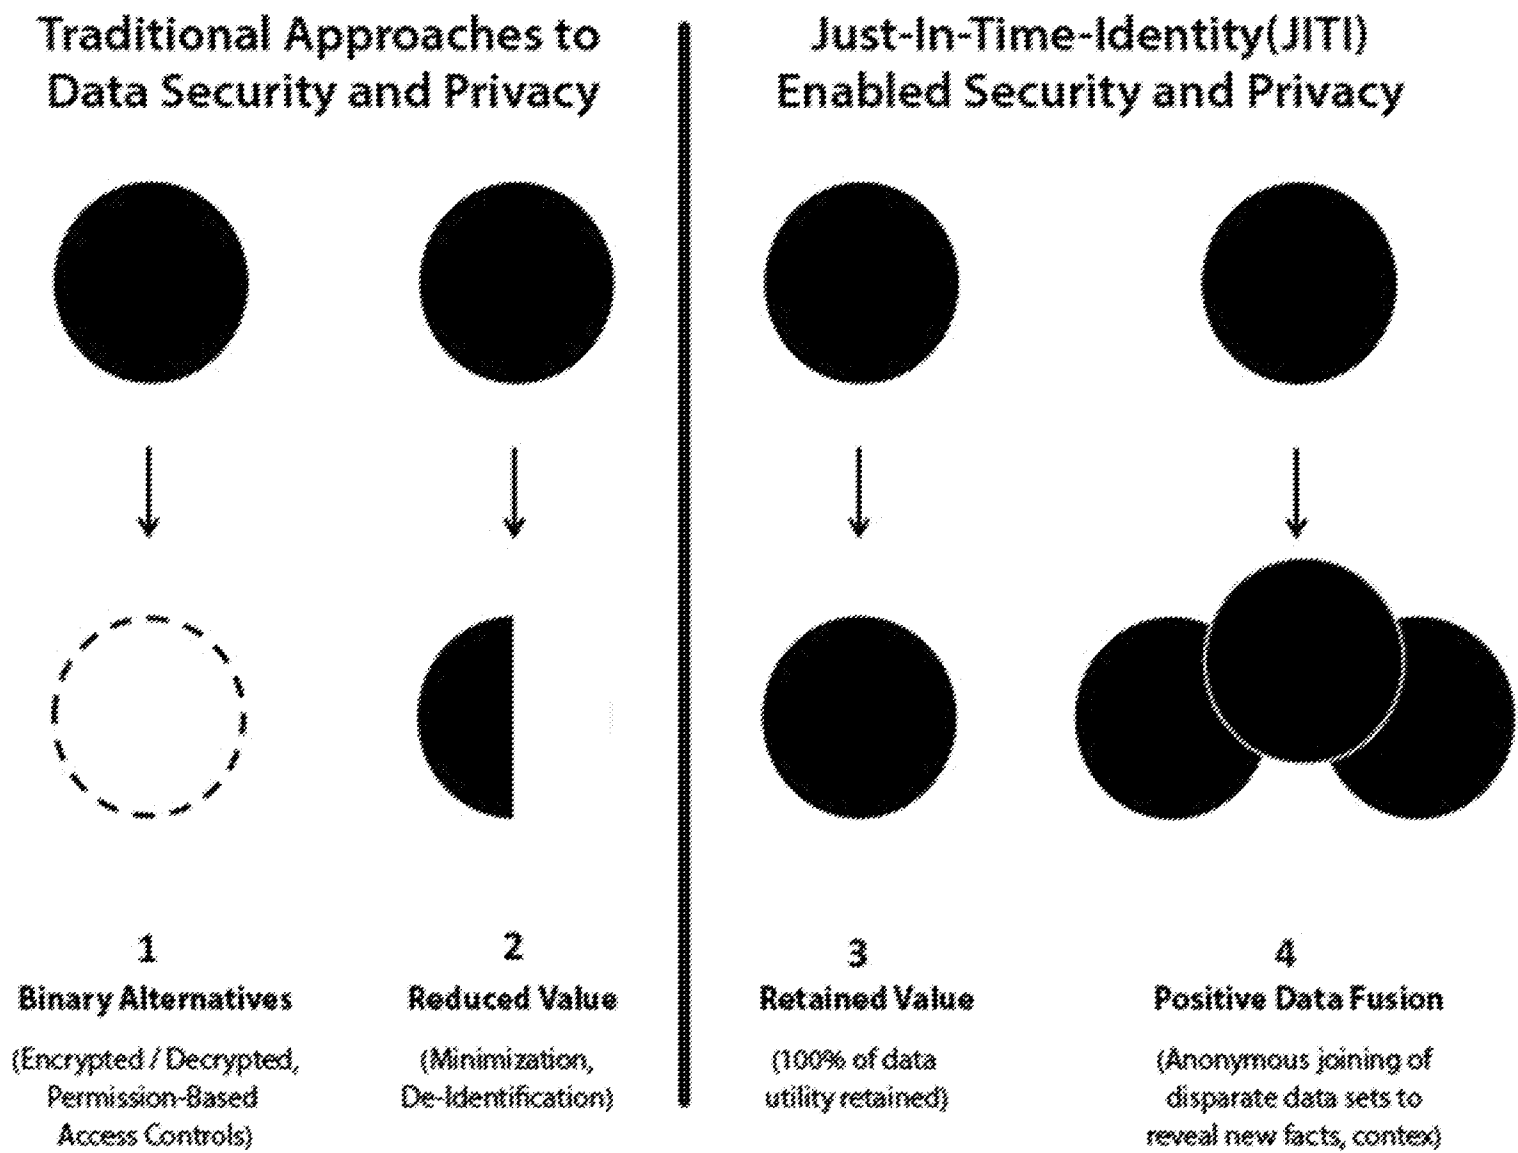 Traditional Approaches to
Data Security and Privacy
Just-In-Time-Identity(JITI)
Enabled Security and Privacy
1
Binary Alternatives
(Encrypted / Decrypted,
Permission-Based
Access Controls)
2
Reduced Value
(Minimization,
De-Identification)
3
Retained Value
(100% of data
utility retained)
4
Positive Data Fusion
(Anonymous joining of
disparate data sets to
reveal new facts, contex)